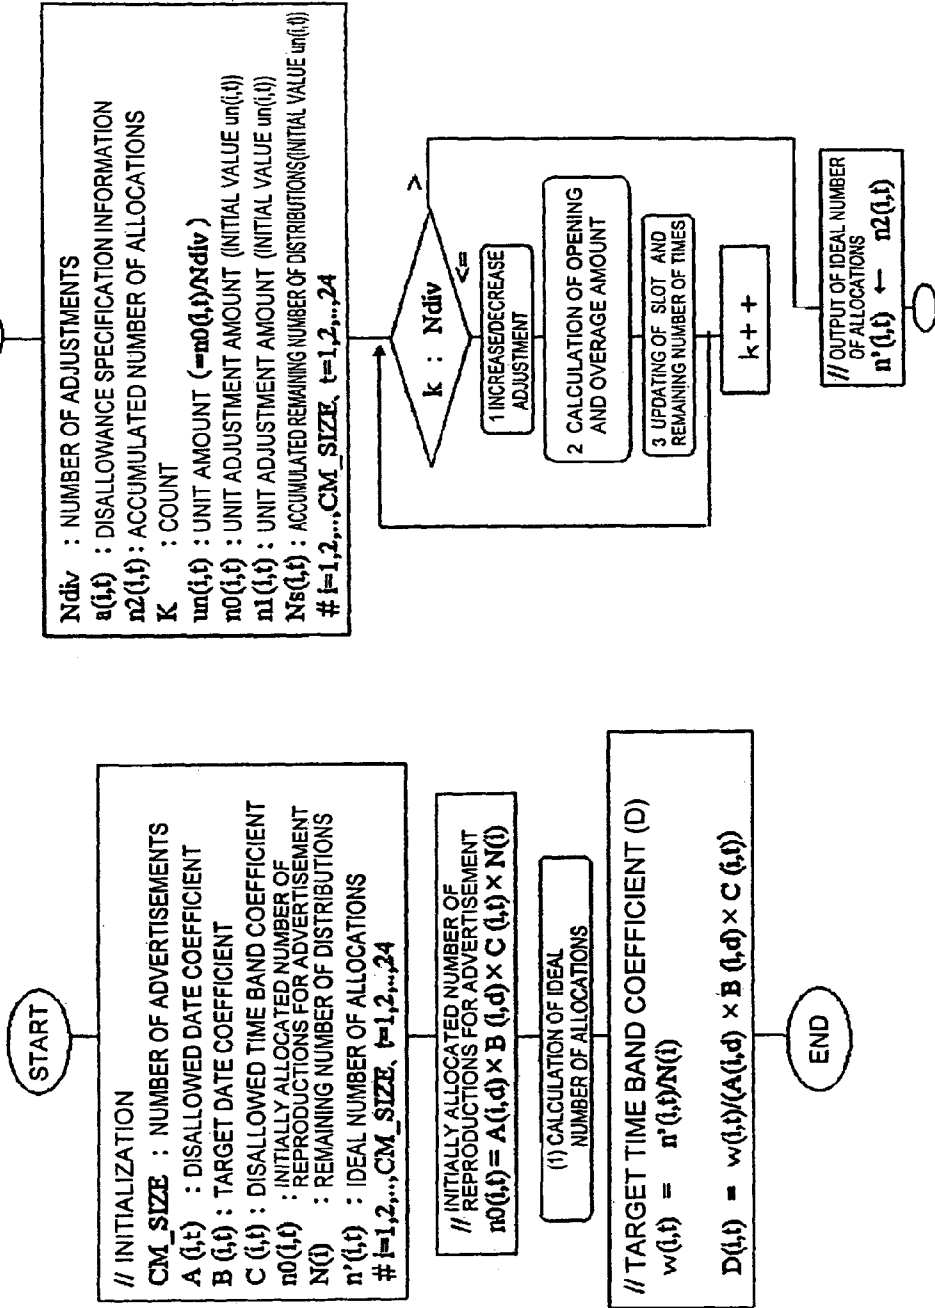 START
// INITIALIZATION
CM_SIZE : NUMBER OF ADVERTISEMENTS
A (i,t) : DISALLOWED DATE COEFFICIENT
B (i,t) : TARGET DATE COEFFICIENT
C (i,t) : DISALLOWED TIME BAND COEFFICIENT
n0(i,t) : INITIALLY ALLOCATED NUMBER OF
REPRODUCTIONS FOR ADVERTISEMENT
N(i) : REMAINING NUMBER OF DISTRIBUTIONS
n'(i,t) : IDEAL NUMBER OF ALLOCATIONS
# i=1,2,..,CM_SIZE、t=1,2,..,24
// INITIALLY ALLOCATED NUMBER OF
REPRODUCTIONS FOR ADVERTISEMENT
n0(i,t)= A(i,d)× B (i,d)× C (i,t)× N(i)
(1) CALCULATION OF IDEAL
NUMBER OF ALLOCATIONS
// TARGET TIME BAND COEFFICIENT (D)
w(i,t) = n'(i,t)/N(i)
D(i,t) = w(i,t)/(A(i,d) × B (i,d)× C (i,t))
END
Ndiv : NUMBER OF ADJUSTMENTS
a(i,t) : DISALLOWANCE SPECIFICATION INFORMATION
n2(i,t) : ACCUMULATED NUMBER OF ALLOCATIONS
K : COUNT
un(i,t) : UNIT AMOUNT (=n0(i,t)/Ndiv )
n0(i,t) : UNIT ADJUSTMENT AMOUNT (INITIAL VALUE un(i,t))
n1(i,t) : UNIT ADJUSTMENT AMOUNT (INITIAL VALUE un(i,t))
Ns(i,t) : ACCUMULATED REMAINING NUMBER OF DISTRIBUTIONS(INITIAL VALUE un(i,t))
# i=1,2,..,CM_SIZE、t=1,2,..,24
k : Ndiv
>
<=
1 INCREASE/DECREASE
ADJUSTMENT
2 CALCULATION OF OPENING
AND OVERAGE AMOUNT
3 UPDATING OF SLOT AND
REMAINING NUMBER OF TIMES
k++
// OUTPUT OF IDEAL NUMBER
OF ALLOCATIONS
n'(i,t) ← n2(i,t)